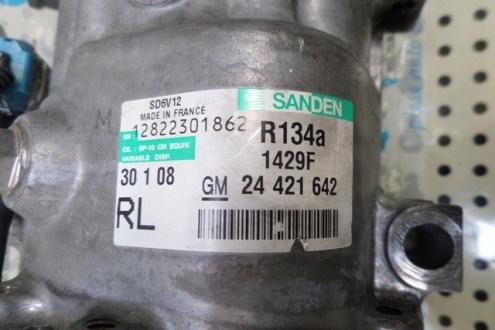 SD6V12
MADE IN FRANCE
SANDEN
SN: 12822301862
R134a
OIL : SP-10 OR EQUIV.
VARIABLE DISP.
1429F
30 1 08
GM 24 421 642
RL